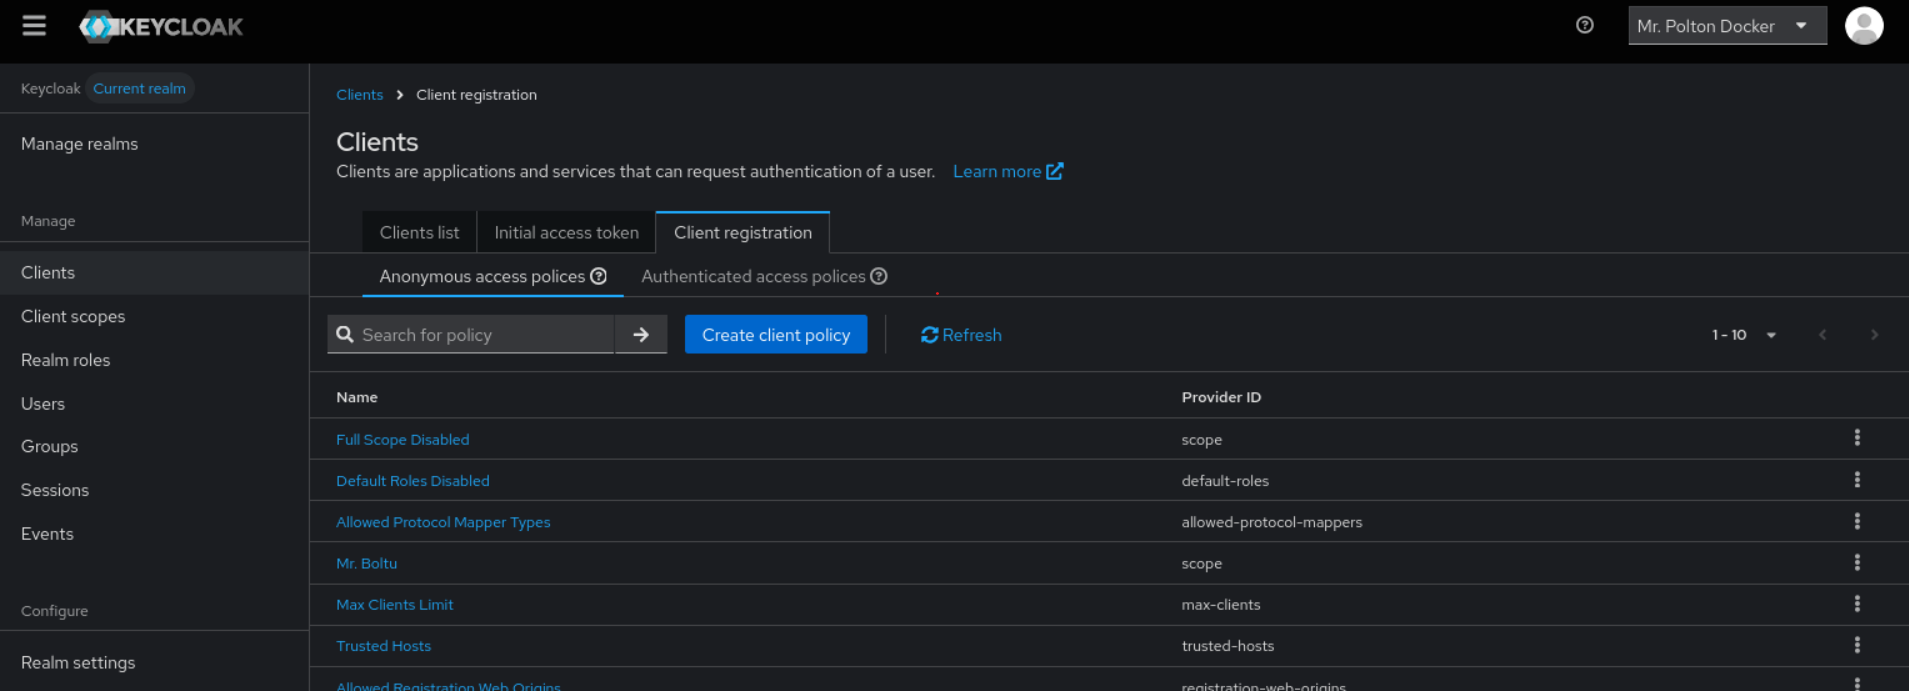 KEYCLOAK
Mr. Polton Docker
Keycloak Current realm
Manage realms
Manage
Clients
Client scopes
Realm roles
Users
Groups
Sessions
Events
Configure
Realm settings
Clients > Client registration
Clients
Clients are applications and services that can request authentication of a user. Learn more
Clients list Initial access token Client registration
Anonymous access polices Authenticated access polices
Search for policy Create client policy Refresh 1 - 10
Name Provider ID
Full Scope Disabled scope
Default Roles Disabled default-roles
Allowed Protocol Mapper Types allowed-protocol-mappers
Mr. Boltu scope
Max Clients Limit max-clients
Trusted Hosts trusted-hosts
Allowed Registration Web Origins registration-web-origins